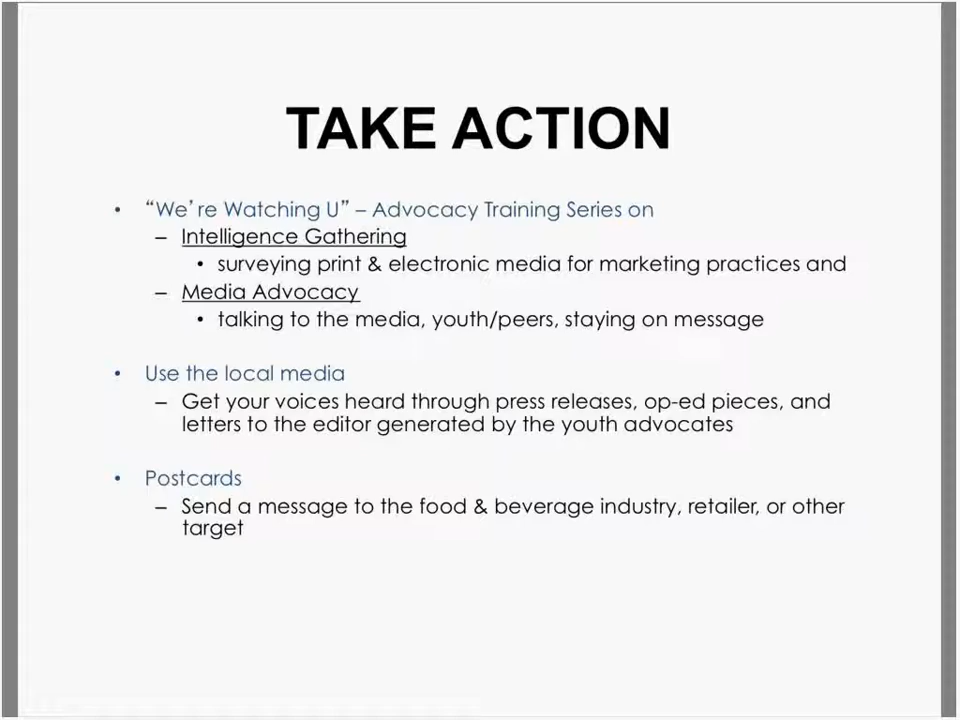 TAKE ACTION
• “We’re Watching U” – Advocacy Training Series on
– Intelligence Gathering
• surveying print & electronic media for marketing practices and
– Media Advocacy
• talking to the media, youth/peers, staying on message
• Use the local media
– Get your voices heard through press releases, op-ed pieces, and
letters to the editor generated by the youth advocates
• Postcards
– Send a message to the food & beverage industry, retailer, or other
target